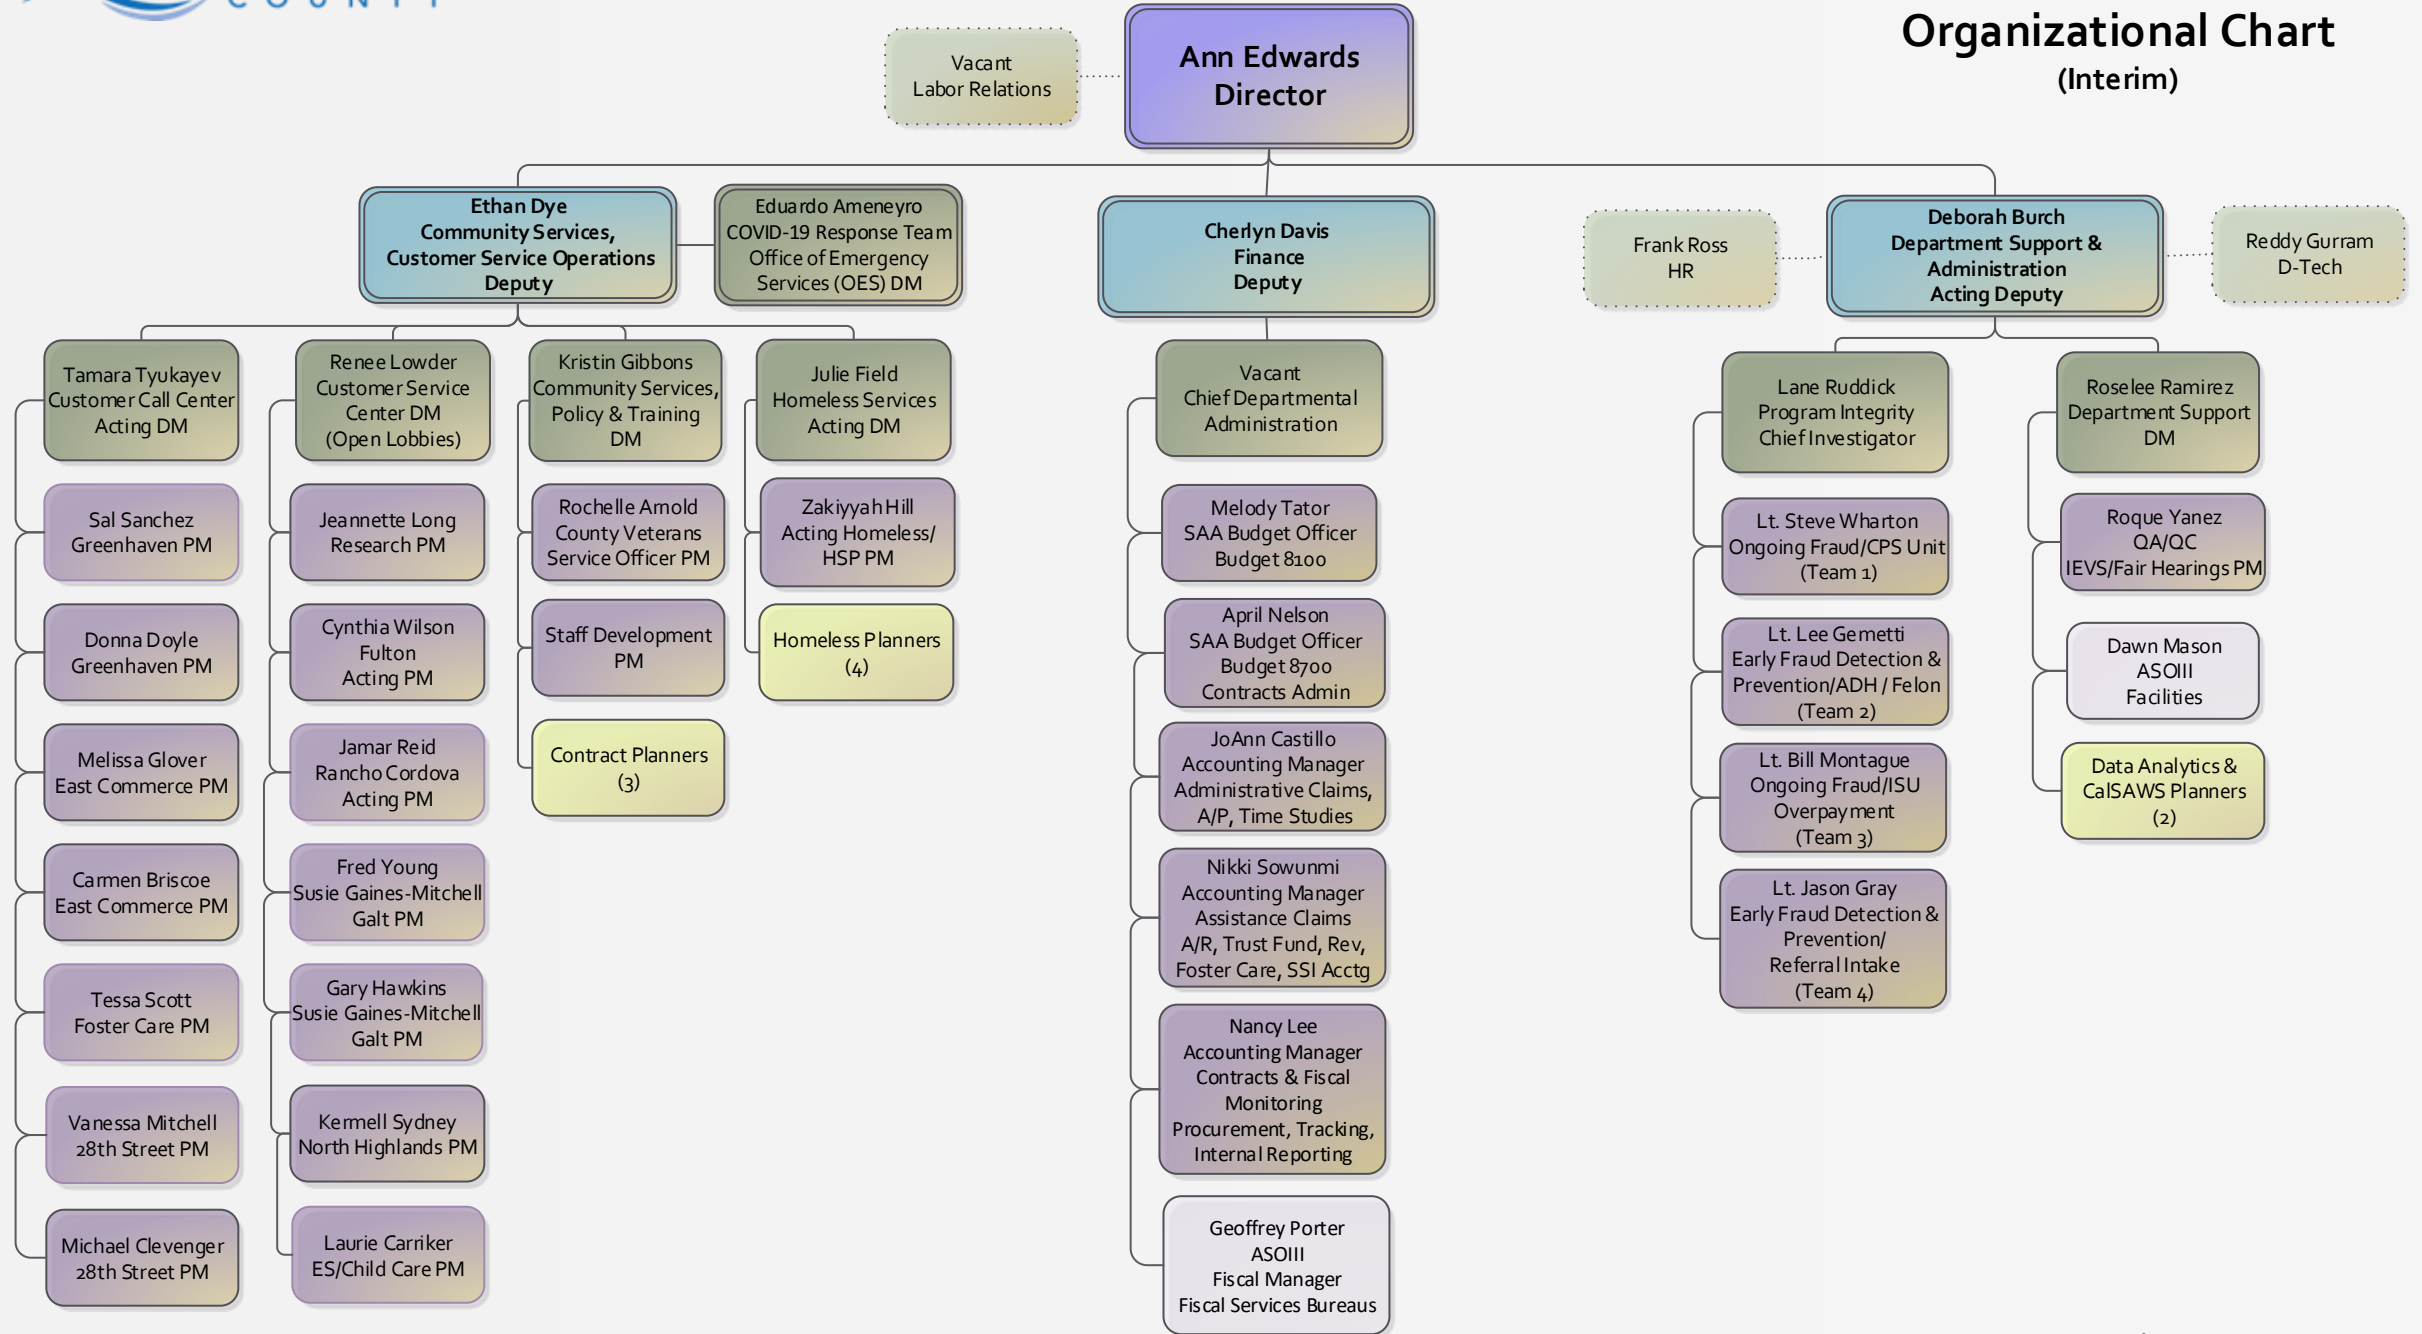 COUNTY
Organizational Chart
(Interim)
Vacant
Labor Relations
Ann Edwards
Director
Ethan Dye
Community Services,
Customer Service Operations
Deputy
Eduardo Ameneyro
COVID-19 Response Team
Office of Emergency
Services (OES) DM
Cherlyn Davis
Finance
Deputy
Frank Ross
HR
Deborah Burch
Department Support &
Administration
Acting Deputy
Reddy Gurram
D-Tech
Tamara Tyukayev
Customer Call Center
Acting DM
Sal Sanchez
Greenhaven PM
Donna Doyle
Greenhaven PM
Melissa Glover
East Commerce PM
Carmen Briscoe
East Commerce PM
Tessa Scott
Foster Care PM
Vanessa Mitchell
28th Street PM
Michael Clevenger
28th Street PM
Renee Lowder
Customer Service
Center DM
(Open Lobbies)
Jeannette Long
Research PM
Cynthia Wilson
Fulton
Acting PM
Jamar Reid
Rancho Cordova
Acting PM
Fred Young
Susie Gaines-Mitchell
Galt PM
Gary Hawkins
Susie Gaines-Mitchell
Galt PM
Kermell Sydney
North Highlands PM
Laurie Carriker
ES/Child Care PM
Kristin Gibbons
Community Services,
Policy & Training
DM
Rochelle Arnold
County Veterans
Service Officer PM
Staff Development
PM
Contract Planners
(3)
Julie Field
Homeless Services
Acting DM
Zakiyyah Hill
Acting Homeless/
HSP PM
Homeless Planners
(4)
Vacant
Chief Departmental
Administration
Melody Tator
SAA Budget Officer
Budget 8100
April Nelson
SAA Budget Officer
Budget 8700
Contracts Admin
JoAnn Castillo
Accounting Manager
Administrative Claims,
A/P, Time Studies
Nikki Sowunmi
Accounting Manager
Assistance Claims
A/R, Trust Fund, Rev,
Foster Care, SSI Acctg
Nancy Lee
Accounting Manager
Contracts & Fiscal
Monitoring
Procurement, Tracking,
Internal Reporting
Geoffrey Porter
ASOIII
Fiscal Manager
Fiscal Services Bureaus
Lane Ruddick
Program Integrity
Chief Investigator
Lt. Steve Wharton
Ongoing Fraud/CPS Unit
(Team 1)
Lt. Lee Gemetti
Early Fraud Detection &
Prevention/ADH / Felon
(Team 2)
Lt. Bill Montague
Ongoing Fraud/ISU
Overpayment
(Team 3)
Lt. Jason Gray
Early Fraud Detection &
Prevention/
Referral Intake
(Team 4)
Roselee Ramirez
Department Support
DM
Roque Yanez
QA/QC
IEVS/Fair Hearings PM
Dawn Mason
ASOIII
Facilities
Data Analytics &
CalSAWS Planners
(2)